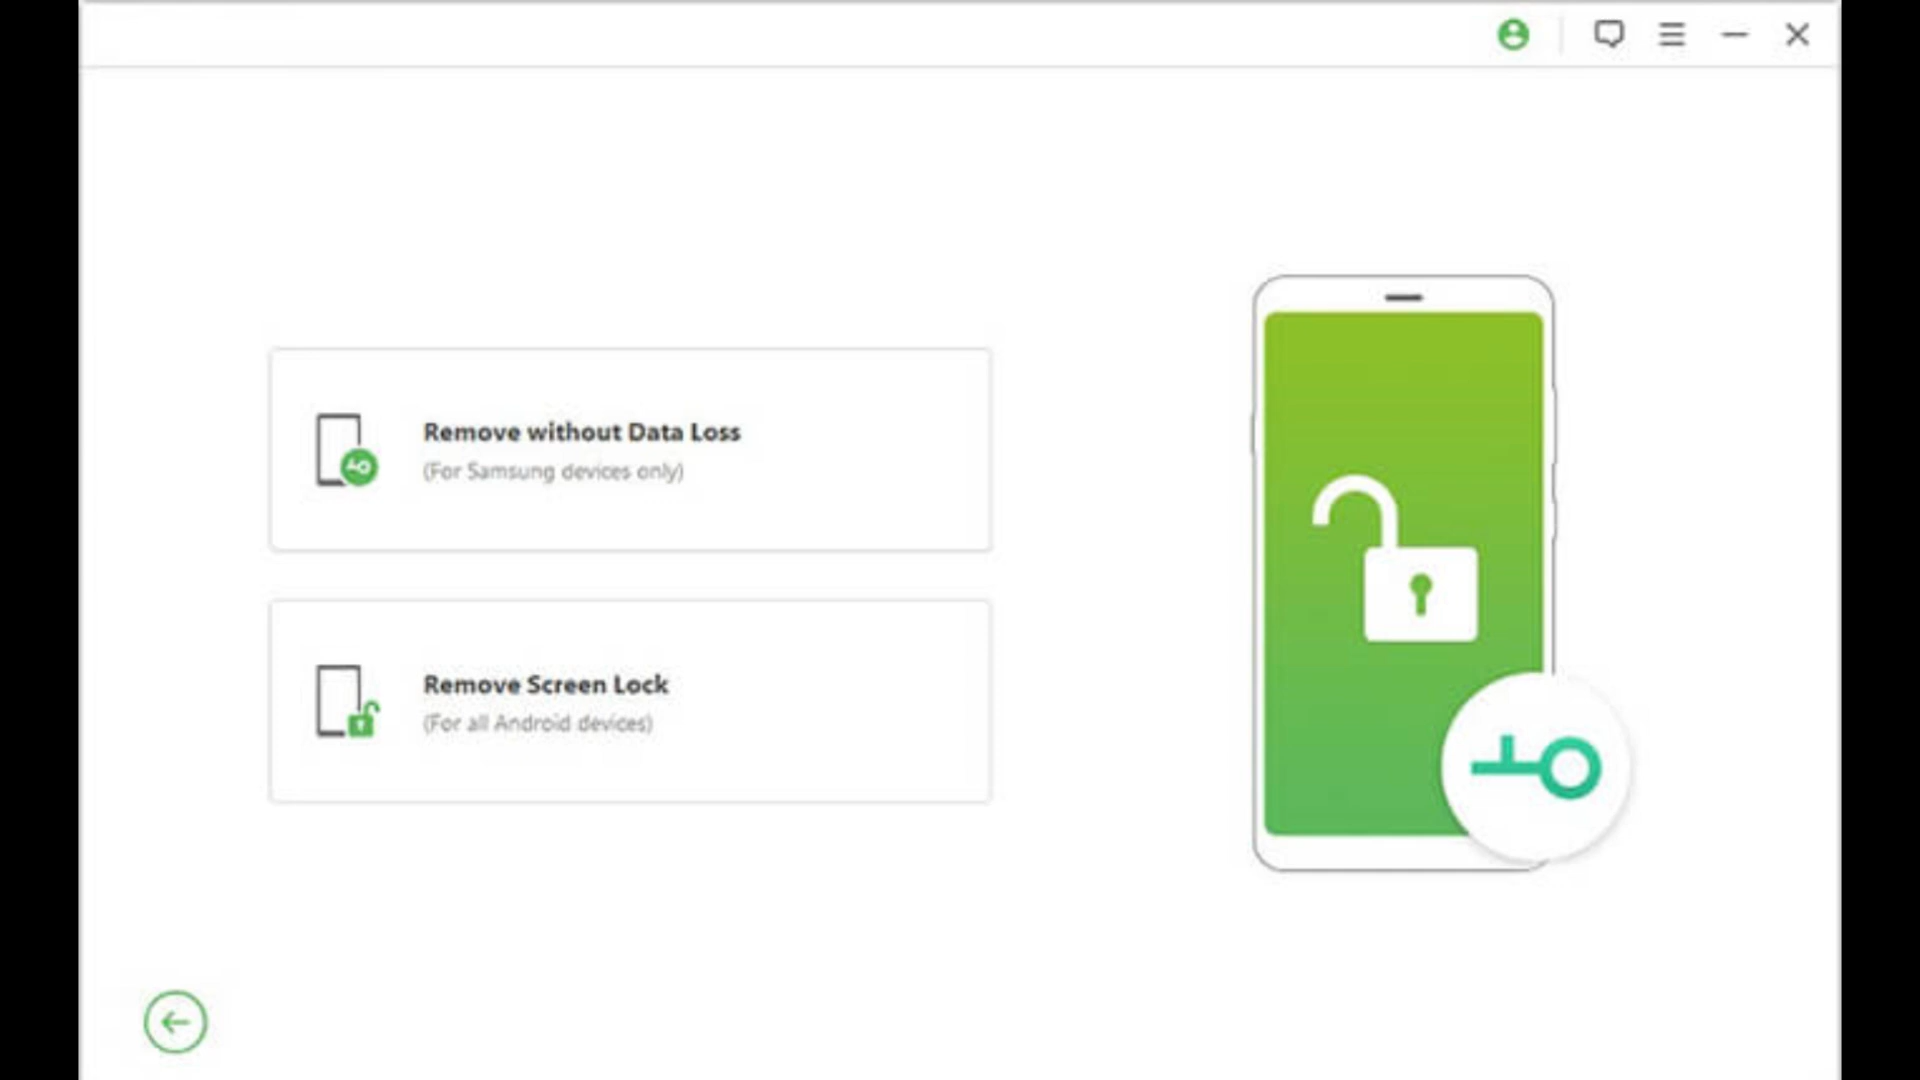 Remove without Data Loss
(For Samsung devices only)
Remove Screen Lock
(For all Android devices)